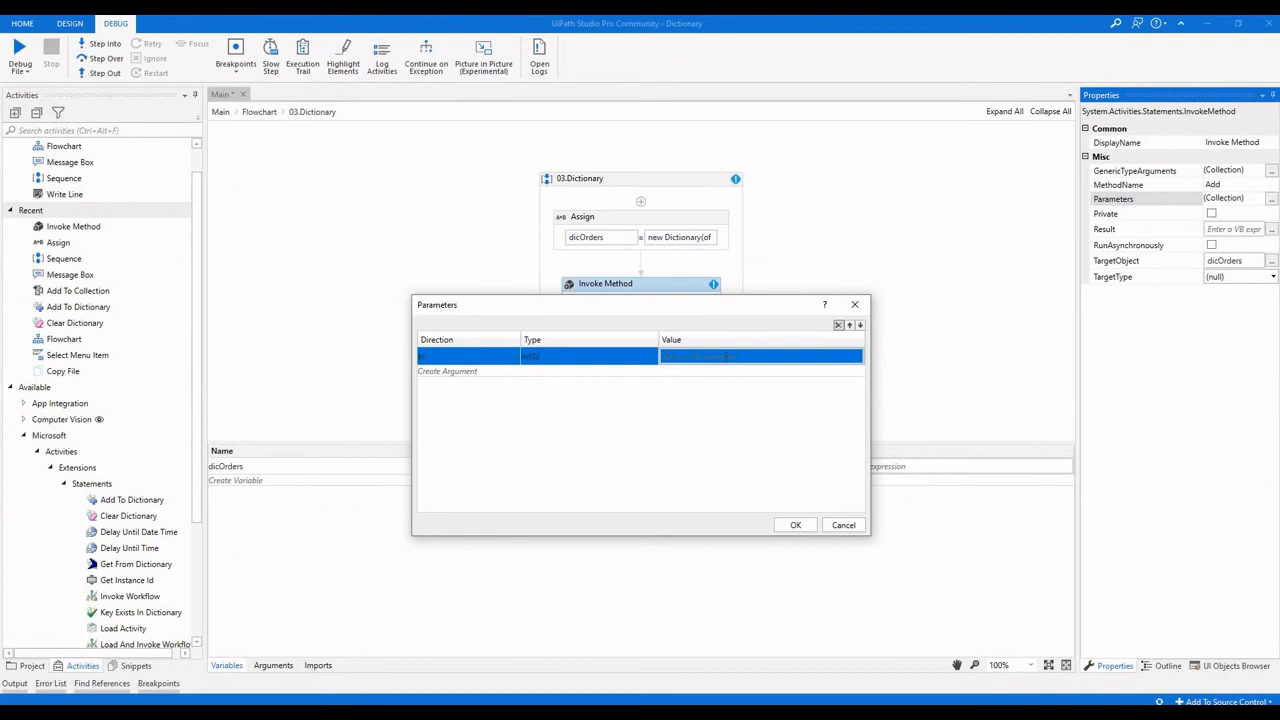 HOME DESIGN DEBUG UiPath Studio Pro Community - Dictionary
Debug File Stop
Step Into Retry Focus
Step Over Ignore
Step Out Restart
Breakpoints
Slow Step
Execution Trail
Highlight Elements
Log Activities
Continue on Exception
Picture in Picture (Experimental)
Open Logs
Activities
Search activities (Ctrl+Alt+F)
Flowchart
Message Box
Sequence
Write Line
Recent
Invoke Method
Assign
Sequence
Message Box
Add To Collection
Add To Dictionary
Clear Dictionary
Flowchart
Select Menu Item
Copy File
Available
App Integration
Computer Vision
Microsoft
Activities
Extensions
Statements
Add To Dictionary
Clear Dictionary
Delay Until Date Time
Delay Until Time
Get From Dictionary
Get Instance Id
Invoke Workflow
Key Exists In Dictionary
Load Activity
Load And Invoke Workflo
Project Activities Snippets
Output Error List Find References Breakpoints
Main *
Main Flowchart 03.Dictionary Expand All Collapse All
03.Dictionary
A+B Assign
dicOrders = new Dictionary(of
Invoke Method
Parameters ?
Direction Type Value
In Int32
Create Argument
OK Cancel
Name
dicOrders expression
Create Variable
Variables Arguments Imports 100%
Properties
System.Activities.Statements.InvokeMethod
Common
DisplayName Invoke Method
Misc
GenericTypeArguments (Collection) ...
MethodName Add
Parameters (Collection) ...
Private
Result Enter a VB expr ...
RunAsynchronously
TargetObject dicOrders ...
TargetType (null)
Properties Outline UI Objects Browser
Add To Source Control